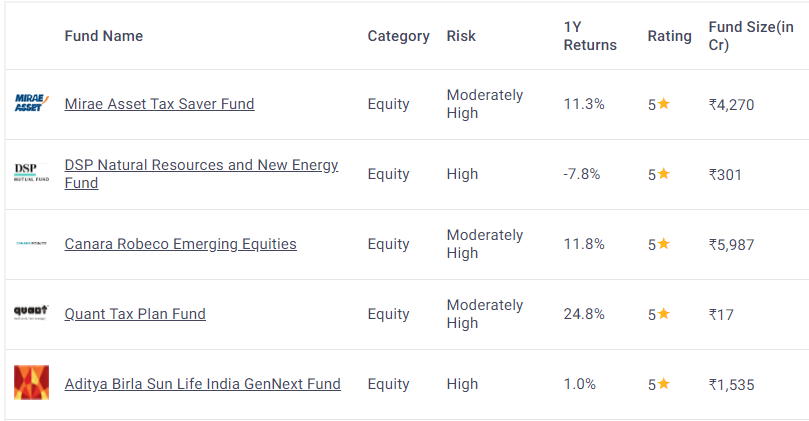 Fund Name Category Risk 1Y Returns Rating Fund Size(in Cr)
MIRAE ASSET Mirae Asset Tax Saver Fund Equity Moderately High 11.3% 5★ ₹4,270
DSP MUTUAL FUND DSP Natural Resources and New Energy Fund Equity High -7.8% 5★ ₹301
CANARA ROBECO Canara Robeco Emerging Equities Equity Moderately High 11.8% 5★ ₹5,987
quant Quant Tax Plan Fund Equity Moderately High 24.8% 5★ ₹17
Aditya Birla Sun Life India GenNext Fund Equity High 1.0% 5★ ₹1,535